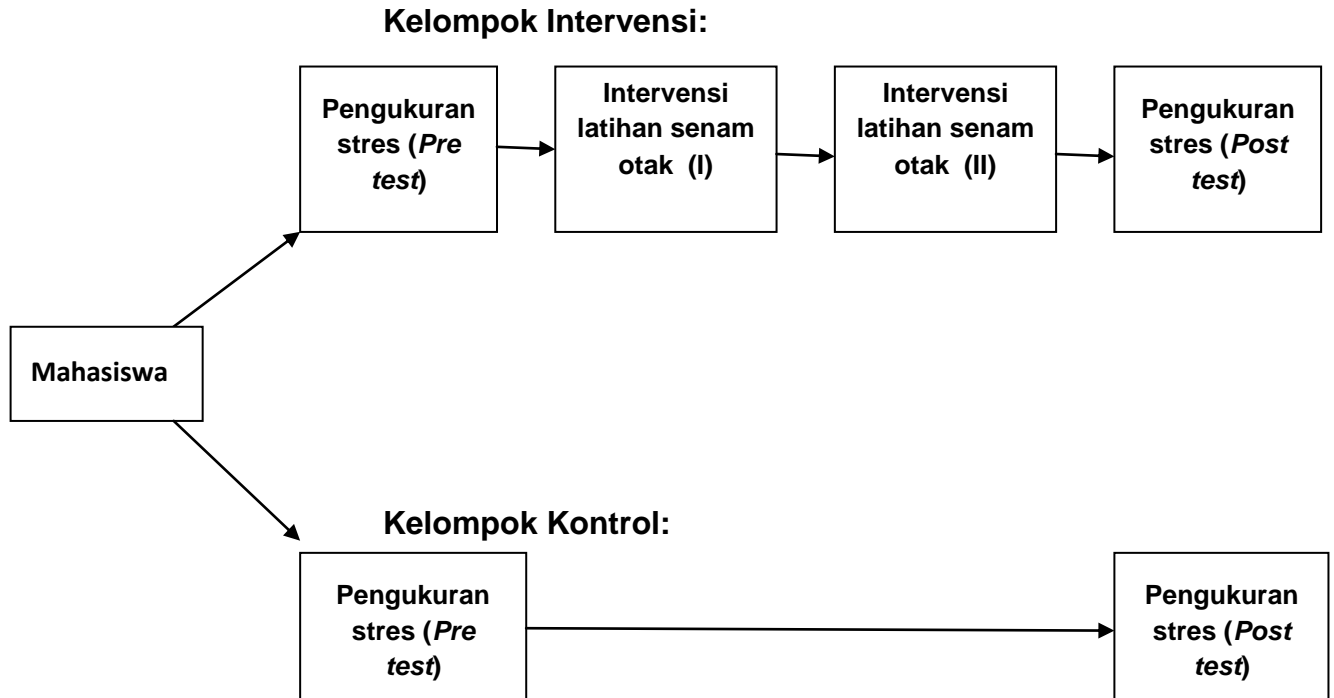 Kelompok Intervensi:
Pengukuran
stres (Pre
test)
Intervensi
latihan senam
otak (I)
Intervensi
latihan senam
otak (II)
Pengukuran
stres (Post
test)
Mahasiswa
Kelompok Kontrol:
Pengukuran
stres (Pre
test)
Pengukuran
stres (Post
test)